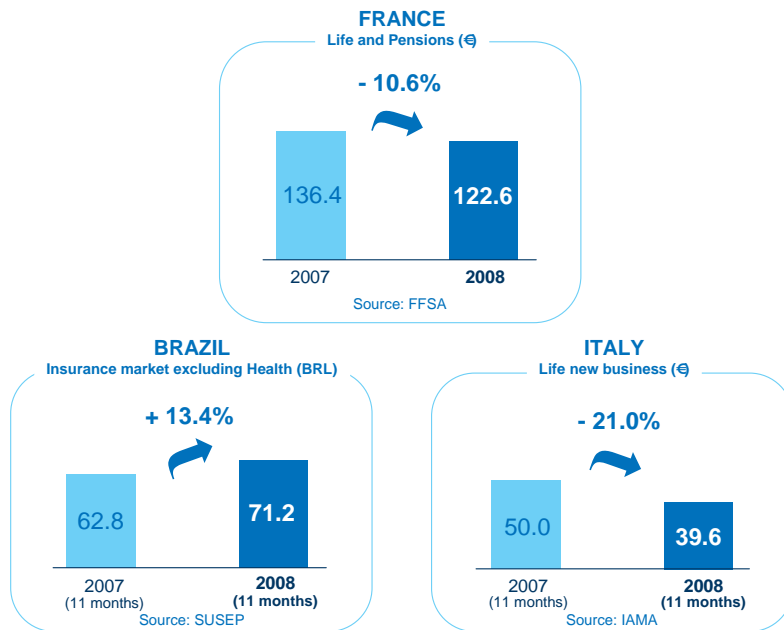 FRANCE
Life and Pensions (€)
- 10.6%
136.4
122.6
2007
2008
Source: FFSA
BRAZIL
Insurance market excluding Health (BRL)
+ 13.4%
62.8
71.2
2007
(11 months)
2008
(11 months)
Source: SUSEP
ITALY
Life new business (€)
- 21.0%
50.0
39.6
2007
(11 months)
2008
(11 months)
Source: IAMA